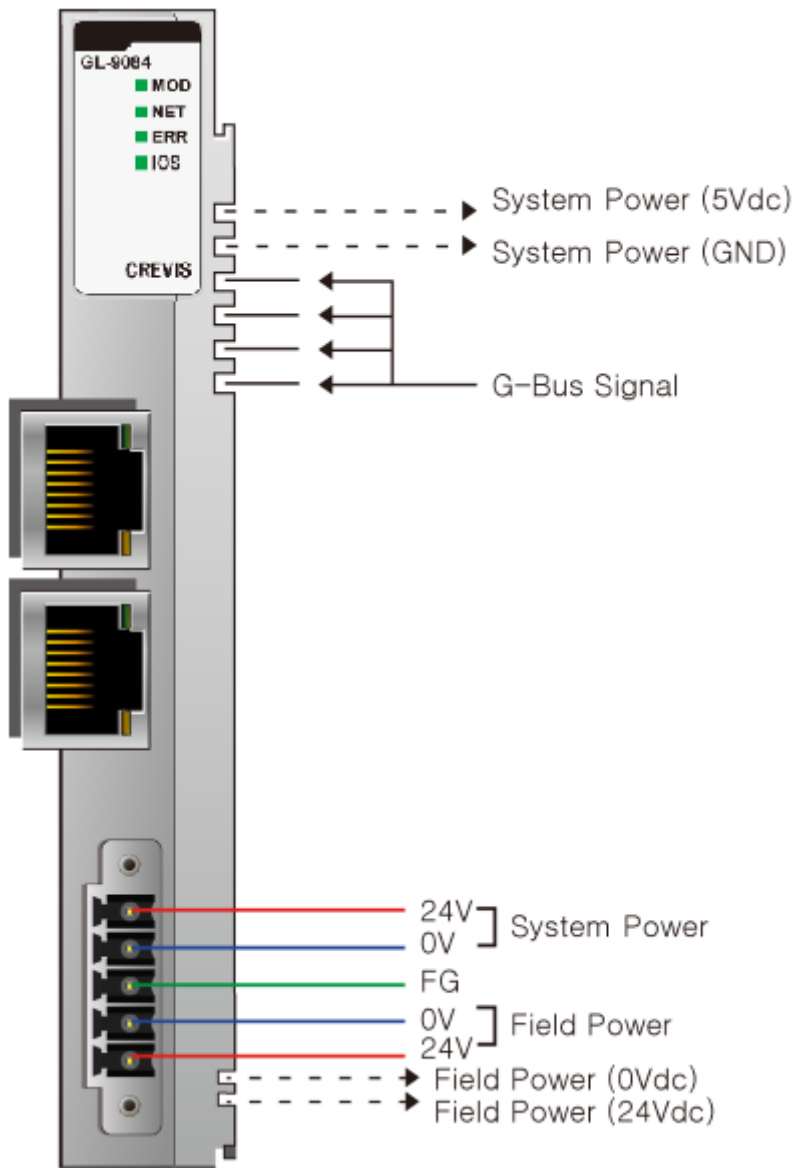 GL-9084
MOD
NET
ERR
IOS
CREVIS
System Power (5Vdc)
System Power (GND)
G-Bus Signal
24V
0V
System Power
FG
0V
24V
Field Power
Field Power (0Vdc)
Field Power (24Vdc)